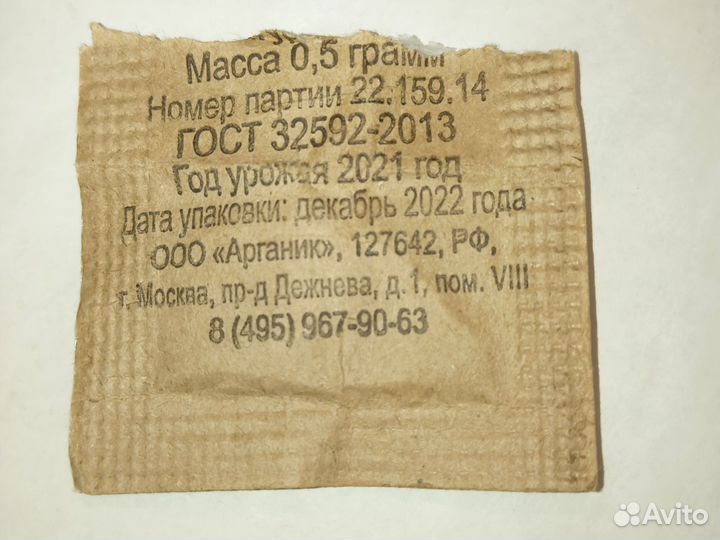 Масса 0,5 грамм
Номер партии 22.159.14
ГОСТ 32592-2013
Год урожая 2021 год
Дата упаковки: декабрь 2022 года
ООО «Арганик», 127642, РФ,
г. Москва, пр-д Дежнева, д.1, пом. VIII
8 (495) 967-90-63
Avito